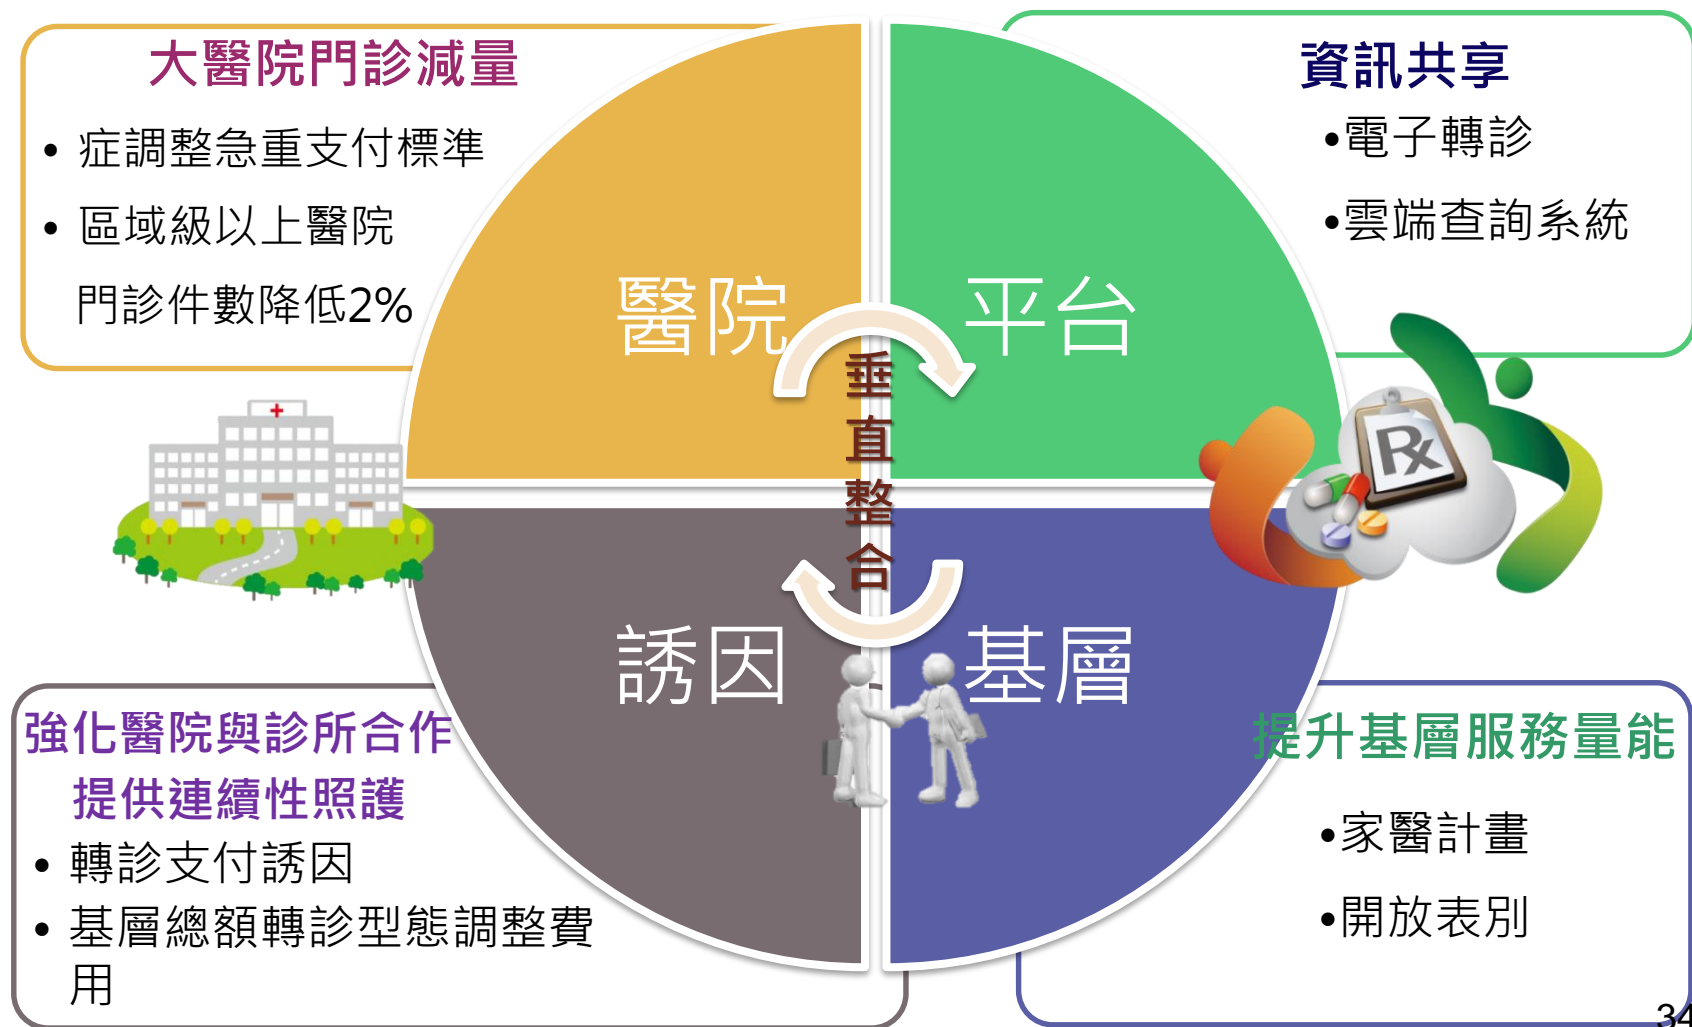 大醫院門診減量
• 症調整急重支付標準
• 區域級以上醫院
門診件數降低2%
資訊共享
•電子轉診
•雲端查詢系統
醫院
平台
垂直整合
誘因
基層
Rx
強化醫院與診所合作
提供連續性照護
• 轉診支付誘因
• 基層總額轉診型態調整費
用
提升基層服務量能
•家醫計畫
•開放表別
34